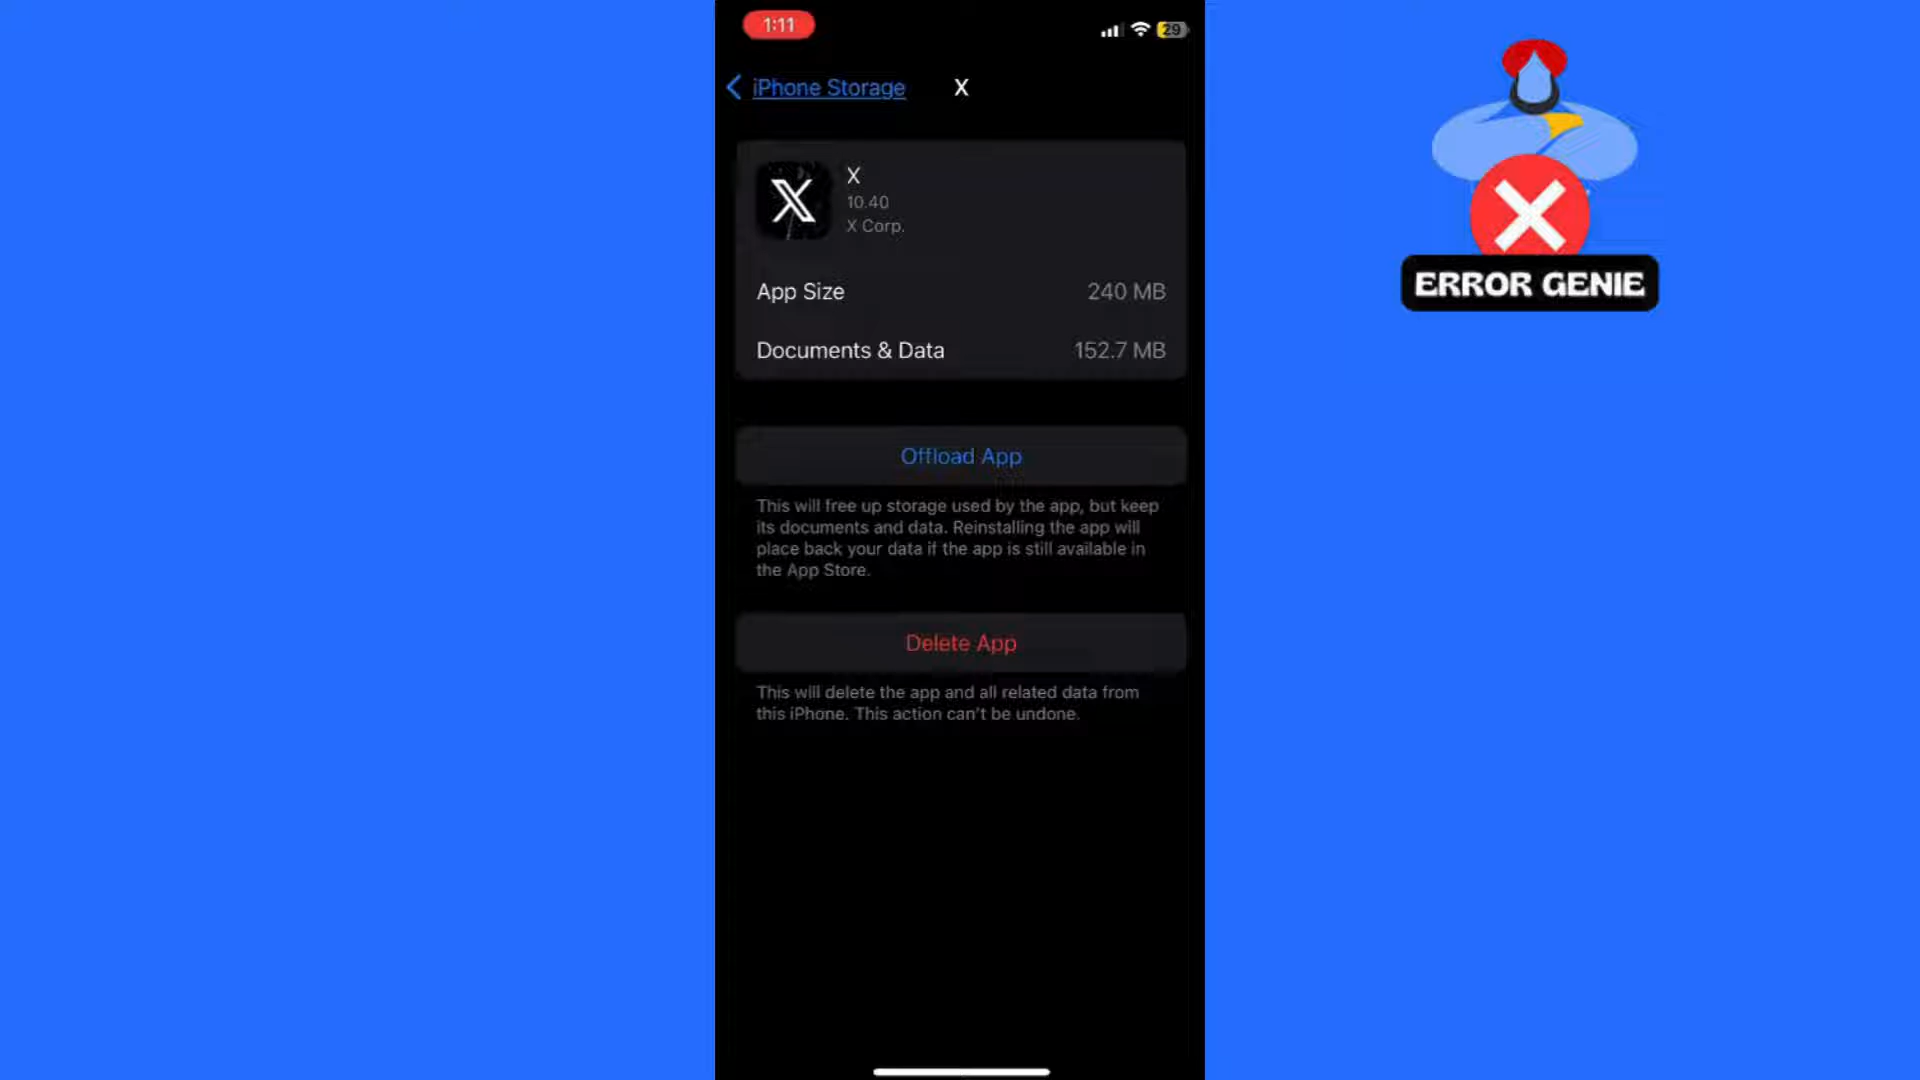 1:11
29
iPhone Storage
X
X
10.40
X Corp.
App Size
240 MB
Documents & Data
152.7 MB
Offload App
This will free up storage used by the app, but keep
its documents and data. Reinstalling the app will
place back your data if the app is still available in
the App Store.
Delete App
This will delete the app and all related data from
this iPhone. This action can't be undone.
ERROR GENIE